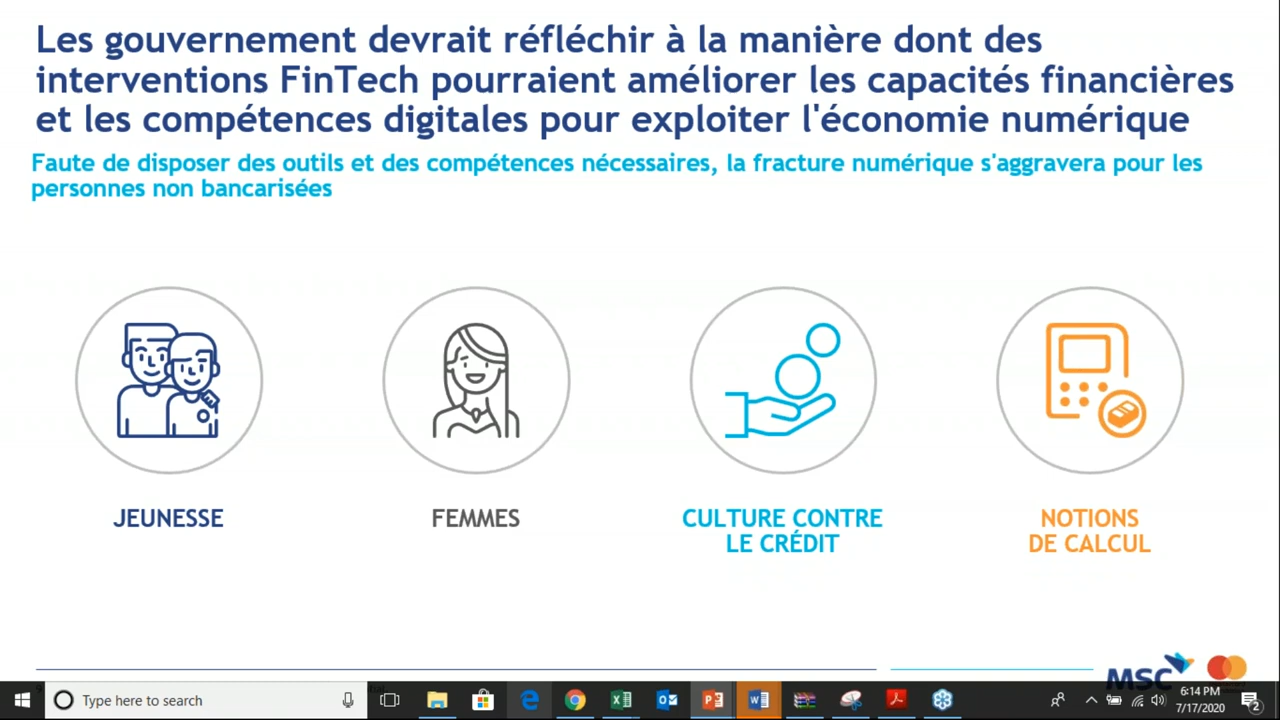 Les gouvernement devrait réfléchir à la manière dont des
interventions FinTech pourraient améliorer les capacités financières
et les compétences digitales pour exploiter l'économie numérique
Faute de disposer des outils et des compétences nécessaires, la fracture numérique s'aggravera pour les
personnes non bancarisées
JEUNESSE
FEMMES
CULTURE CONTRE
LE CRÉDIT
NOTIONS
DE CALCUL
MSC
Type here to search
6:14 PM
7/17/2020
2